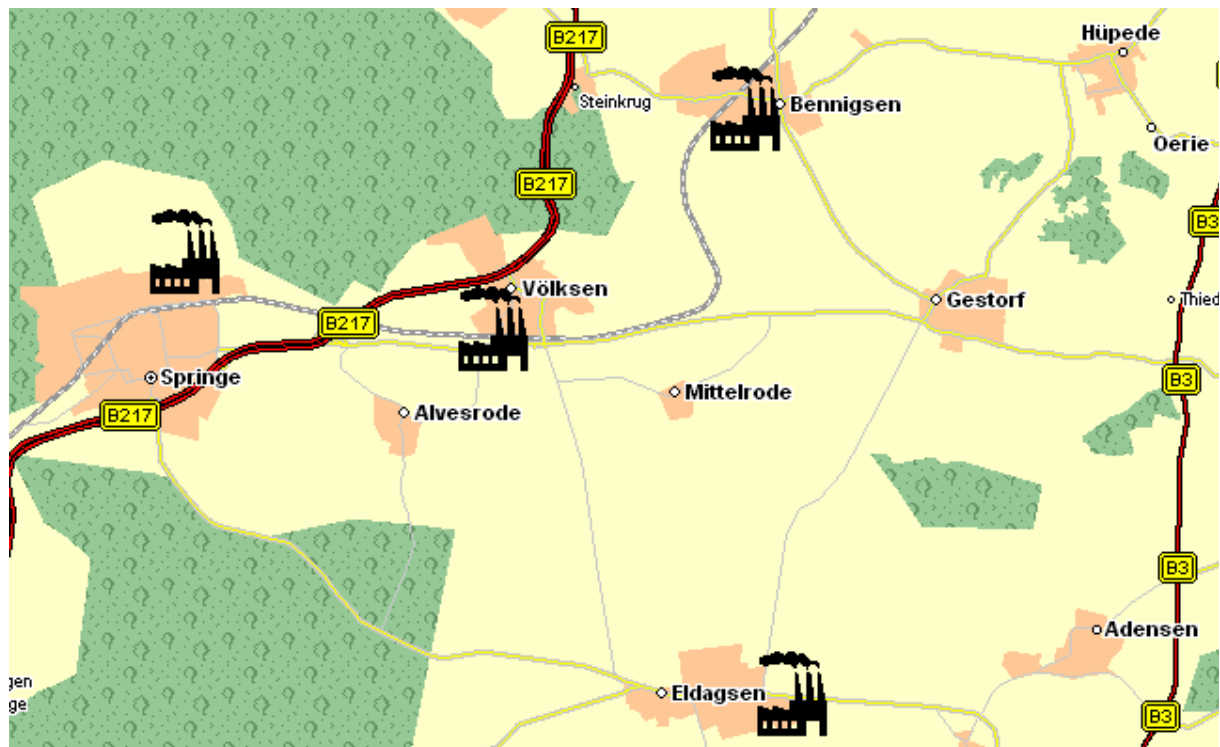 B217
Hüpede
Steinkrug
Bennigsen
Oerie
B217
B3
Völksen
Gestorf
Thied
B217
Springe
Mittelrode
B3
Alvesrode
B217
B3
Adensen
gen
ge
Eldagsen
B3